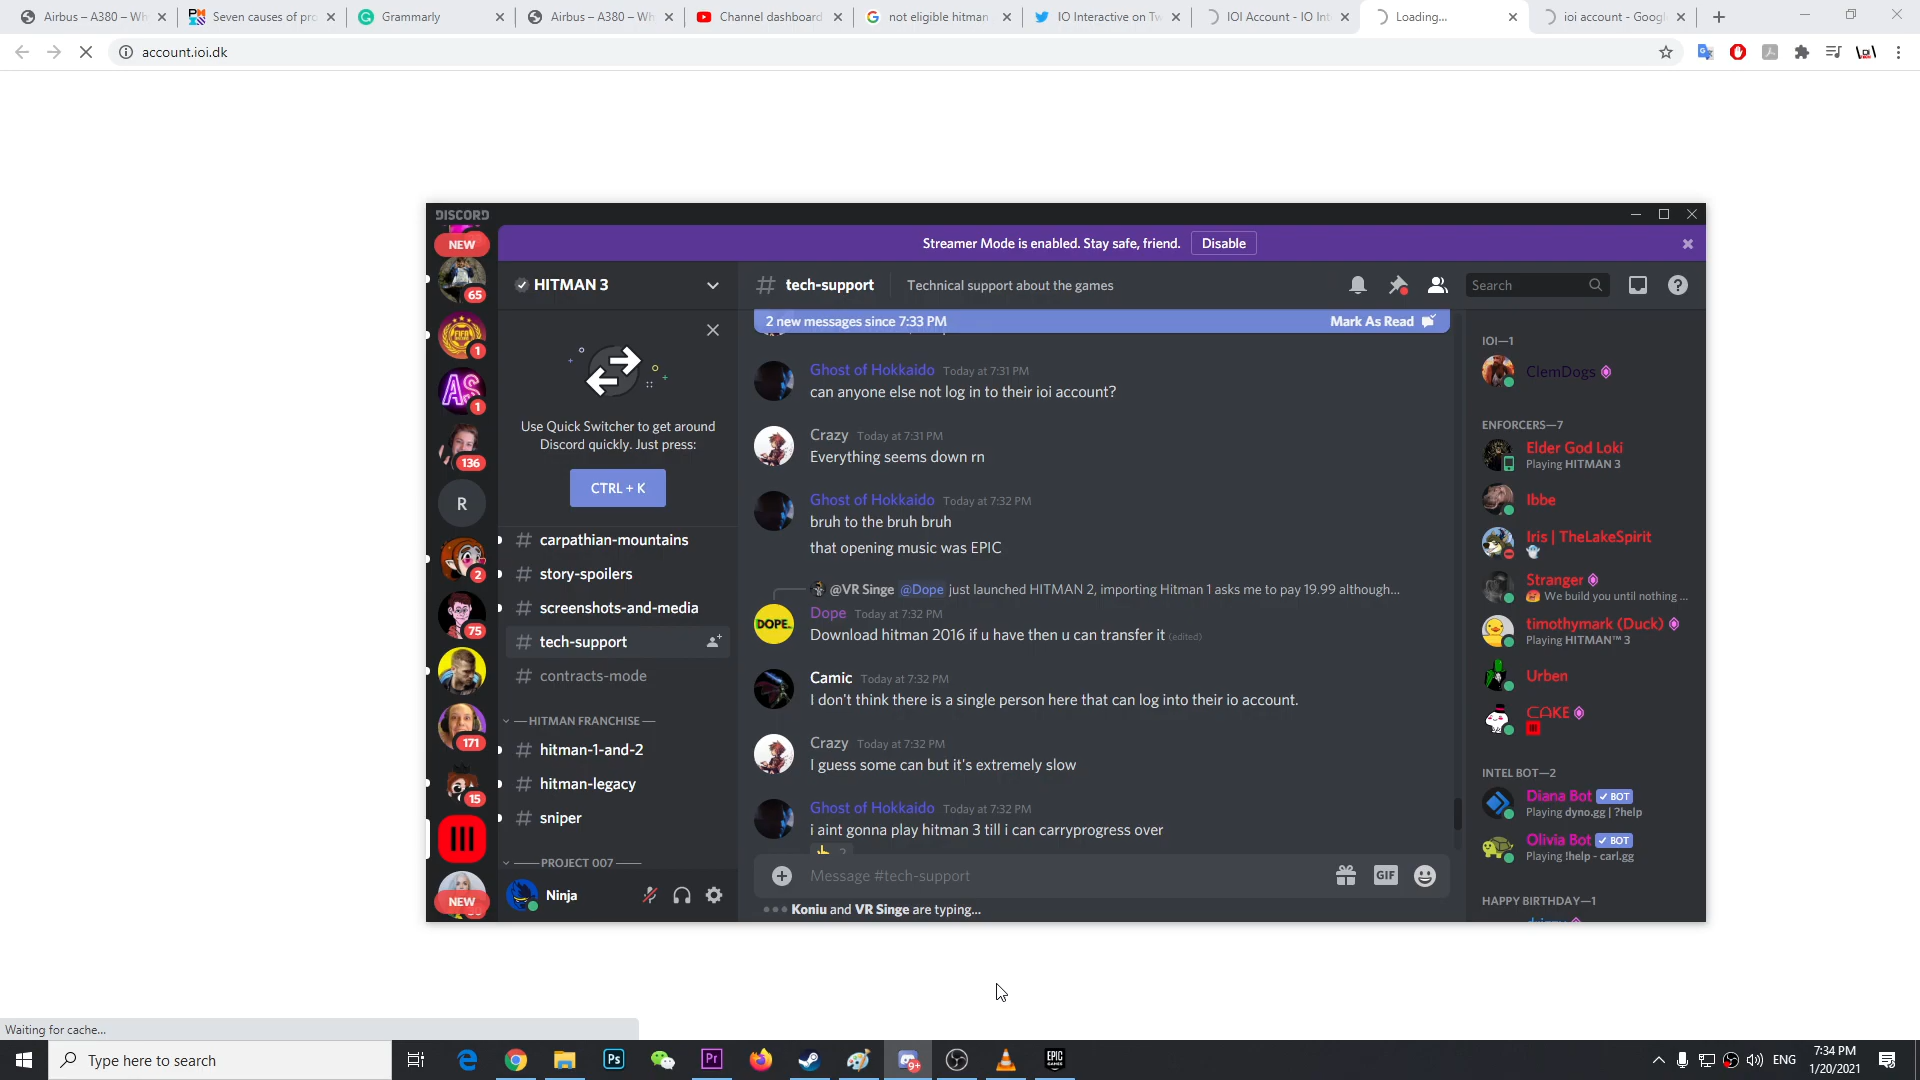 Airbus – A380 – Wh
Seven causes of pro
Grammarly
Airbus – A380 – Wh
Channel dashboard
not eligible hitman
IO Interactive on Tw
IOI Account - IO Int
Loading...
ioi account - Googl
account.ioi.dk
DISCORD
Streamer Mode is enabled. Stay safe, friend.
Disable
NEW
65
1
AS
1
136
R
2
75
171
15
NEW
HITMAN 3
Use Quick Switcher to get around
Discord quickly. Just press:
CTRL + K
# carpathian-mountains
# story-spoilers
# screenshots-and-media
# tech-support
# contracts-mode
— HITMAN FRANCHISE —
# hitman-1-and-2
# hitman-legacy
# sniper
——PROJECT 007——
Ninja
# tech-support
Technical support about the games
Search
2 new messages since 7:33 PM
Mark As Read
Ghost of Hokkaido Today at 7:31 PM
can anyone else not log in to their ioi account?
Crazy Today at 7:31 PM
Everything seems down rn
Ghost of Hokkaido Today at 7:32 PM
bruh to the bruh bruh
that opening music was EPIC
@VR Singe @Dope just launched HITMAN 2, importing Hitman 1 asks me to pay 19.99 although...
DOPE.
Dope Today at 7:32 PM
Download hitman 2016 if u have then u can transfer it (edited)
Camic Today at 7:32 PM
I don't think there is a single person here that can log into their io account.
Crazy Today at 7:32 PM
I guess some can but it's extremely slow
Ghost of Hokkaido Today at 7:32 PM
i aint gonna play hitman 3 till i can carryprogress over
2
Message #tech-support
GIF
Koniu and VR Singe are typing...
IOI—1
ClemDogs
ENFORCERS—7
Elder God Loki
Playing HITMAN 3
Ibbe
Iris | TheLakeSpirit
Stranger
We build you until nothing ...
timothymark (Duck)
Playing HITMAN™ 3
Urben
CAKE
INTEL BOT—2
Diana Bot ✓ BOT
Playing dyno.gg | ?help
Olivia Bot ✓ BOT
Playing !help - carl.gg
HAPPY BIRTHDAY—1
Waiting for cache...
Type here to search
Ps
Pr
9+
EPIC
GAMES
ENG
7:34 PM
1/20/2021